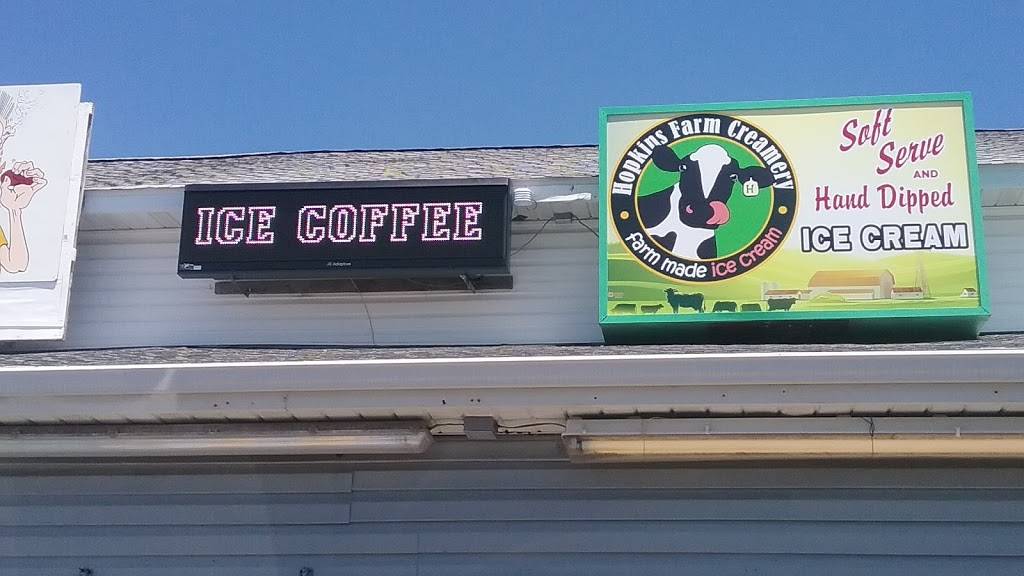 ICE COFFEE
Hopkins Farm Creamery
H
farm made ice cream
Soft
Serve
AND
Hand Dipped
ICE CREAM